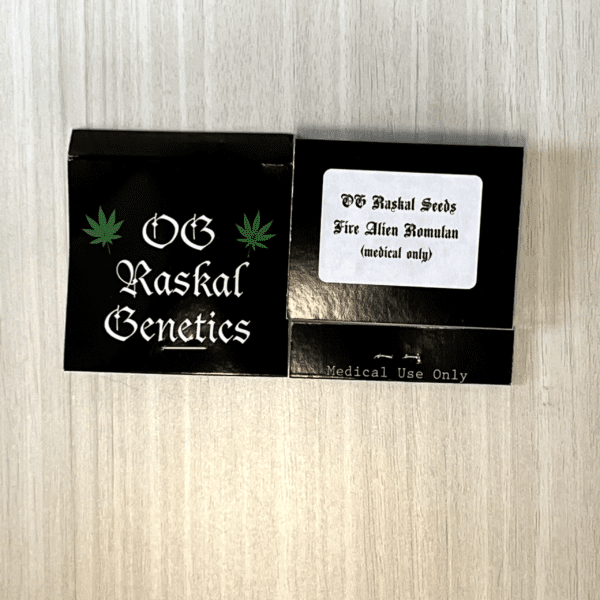 OG
Raskal
Genetics
OG Raskal Seeds
Fire Alien Romulan
(medical only)
Medical Use Only